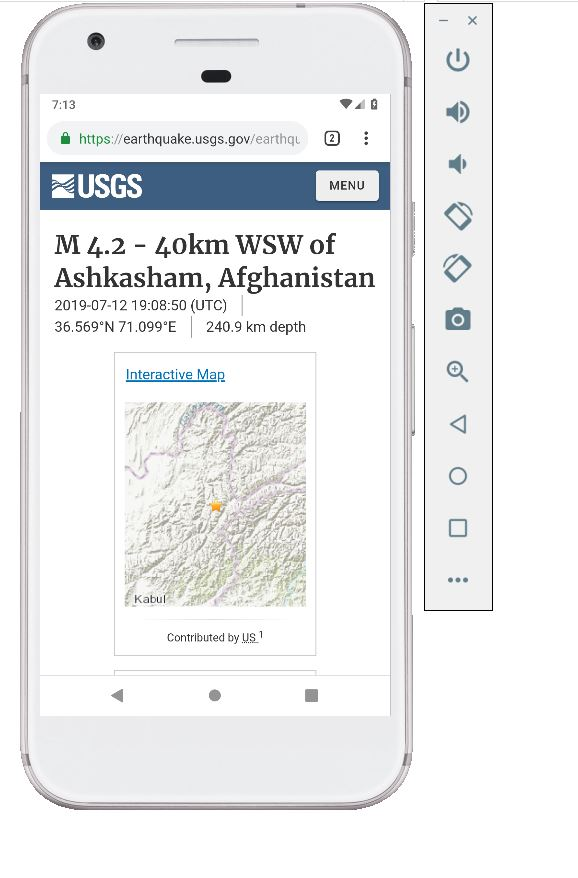 7:13
https://earthquake.usgs.gov/earthqu
2
USGS
MENU
M 4.2 - 40km WSW of
Ashkasham, Afghanistan
2019-07-12 19:08:50 (UTC)
36.569°N 71.099°E
240.9 km depth
Interactive Map
Kabul
Contributed by US 1